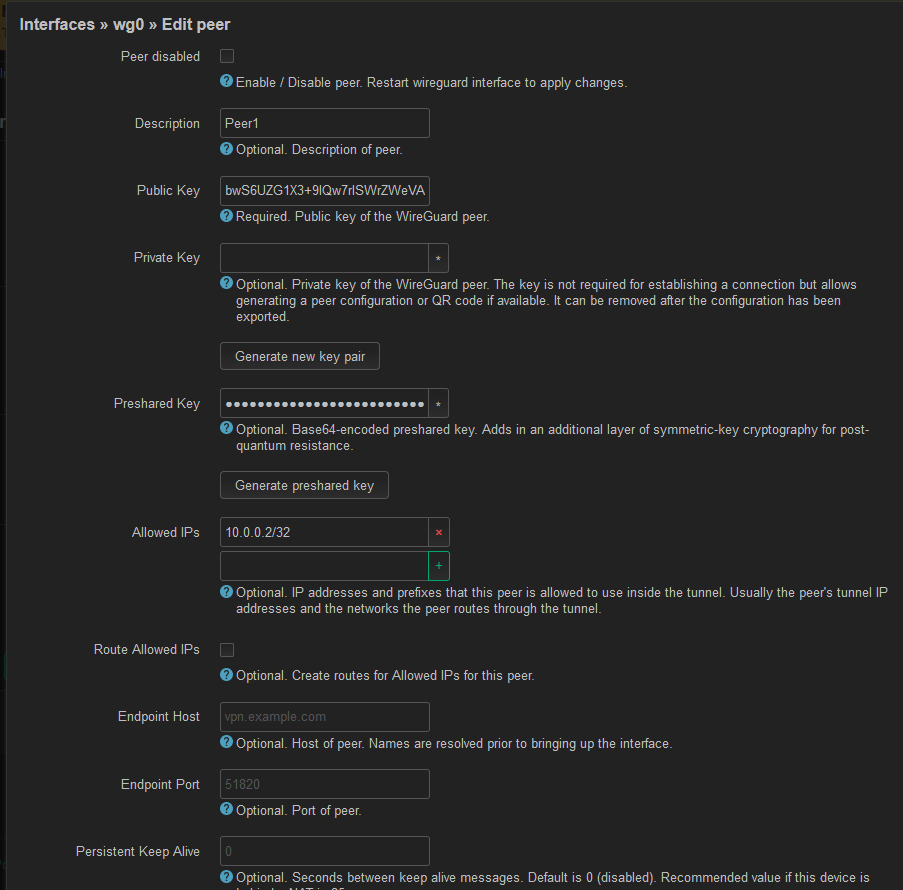 Interfaces » wg0 » Edit peer
Peer disabled
Enable / Disable peer. Restart wireguard interface to apply changes.
Description
Peer1
Optional. Description of peer.
Public Key
Required. Public key of the WireGuard peer.
Private Key
*
Optional. Private key of the WireGuard peer. The key is not required for establishing a connection but allows
generating a peer configuration or QR code if available. It can be removed after the configuration has been
exported.
Generate new key pair
Preshared Key
*
Optional. Base64-encoded preshared key. Adds in an additional layer of symmetric-key cryptography for post-
quantum resistance.
Generate preshared key
Allowed IPs
10.0.0.2/32
×
+
Optional. IP addresses and prefixes that this peer is allowed to use inside the tunnel. Usually the peer's tunnel IP
addresses and the networks the peer routes through the tunnel.
Route Allowed IPs
Optional. Create routes for Allowed IPs for this peer.
Endpoint Host
vpn.example.com
Optional. Host of peer. Names are resolved prior to bringing up the interface.
Endpoint Port
51820
Optional. Port of peer.
Persistent Keep Alive
0
Optional. Seconds between keep alive messages. Default is 0 (disabled). Recommended value if this device is